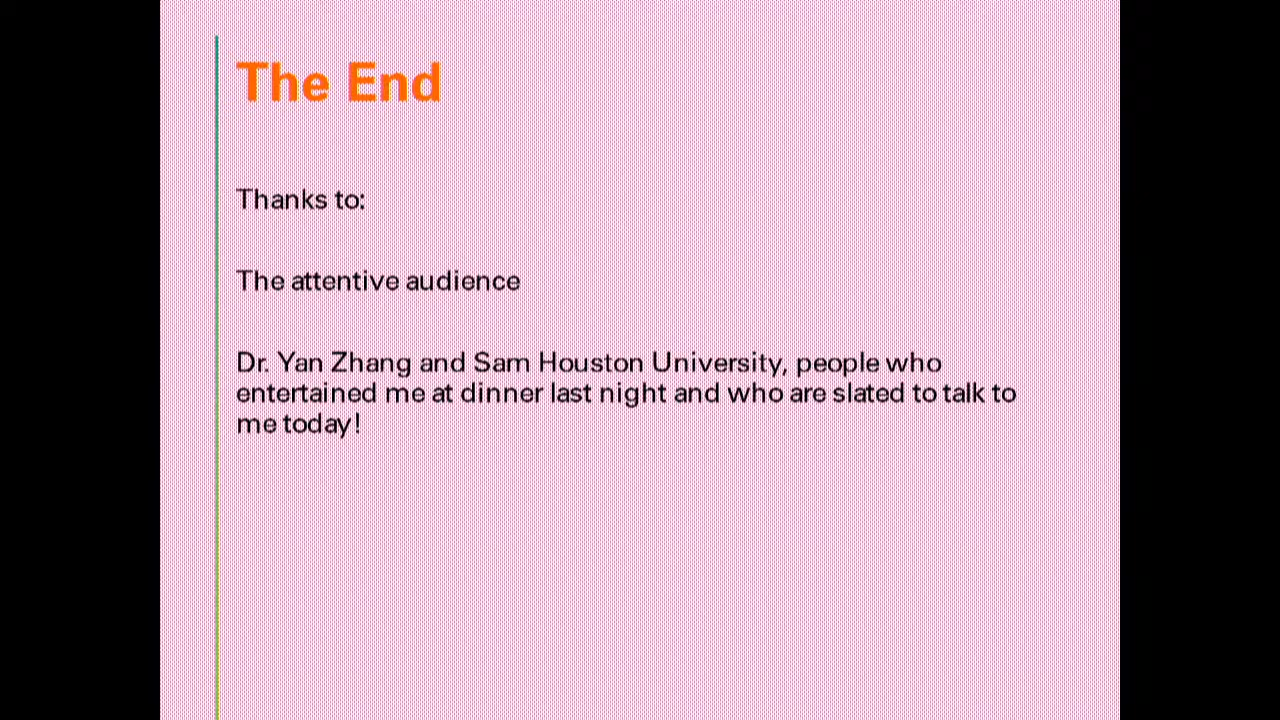 The End
Thanks to:
The attentive audience
Dr. Yan Zhang and Sam Houston University, people who
entertained me at dinner last night and who are slated to talk to
me today!